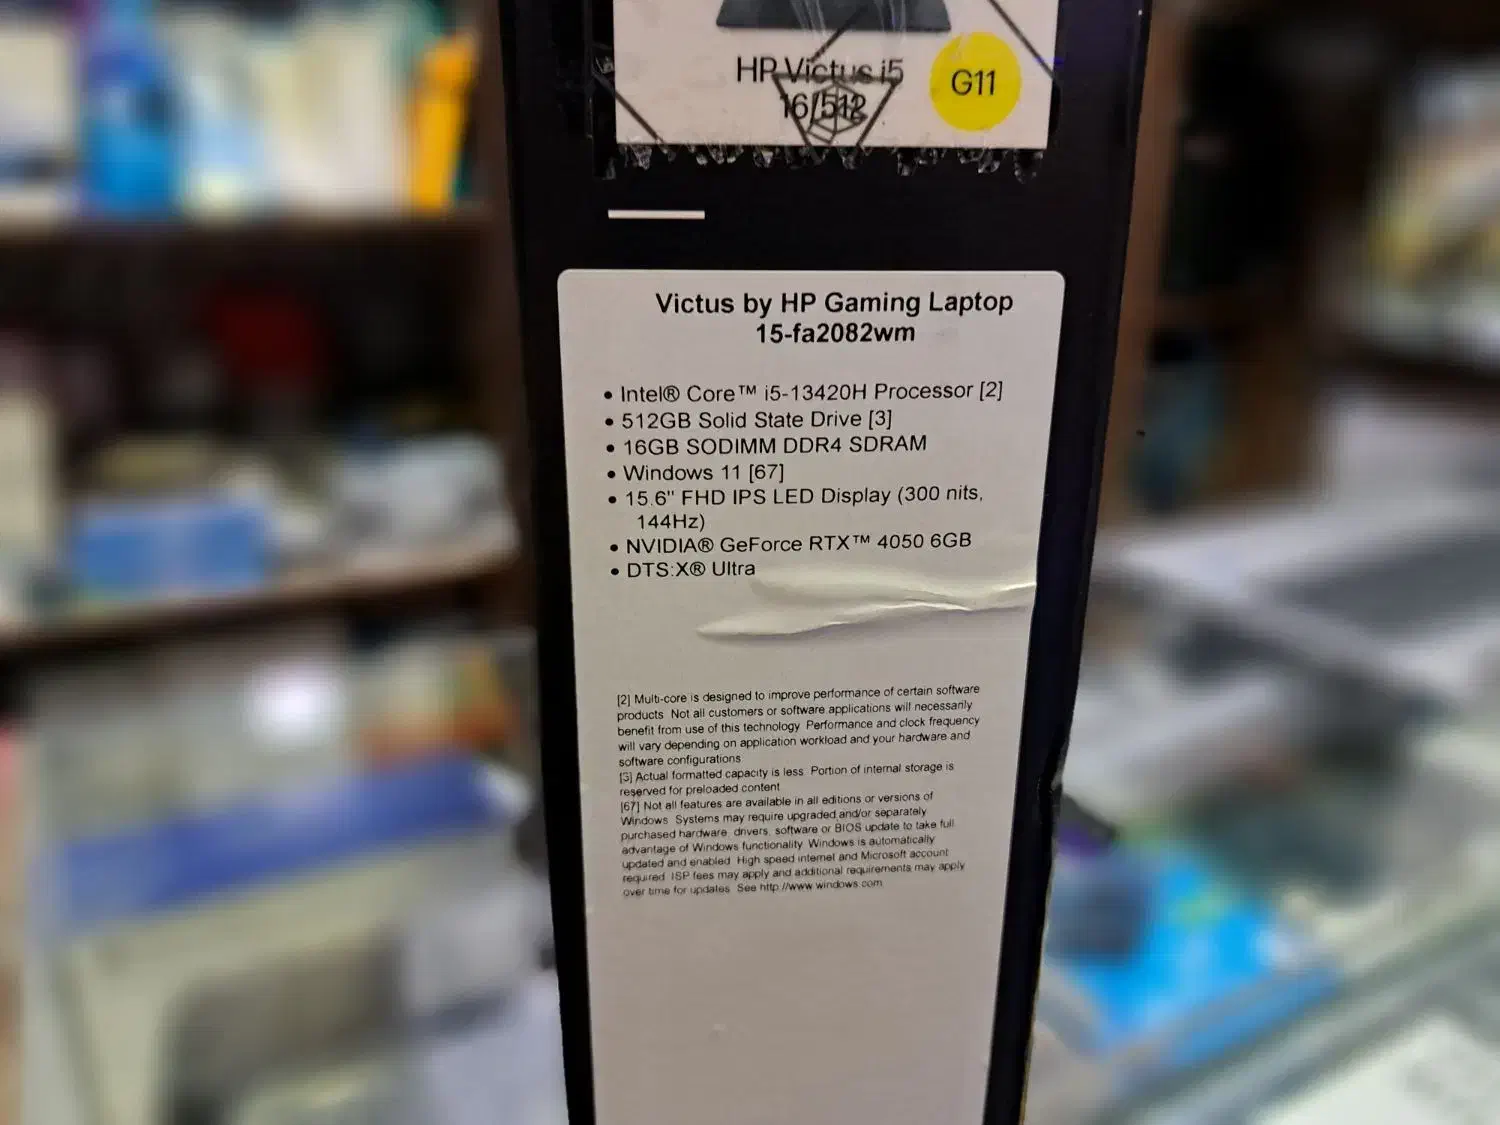 HP Victus i5
16/512
G11
Victus by HP Gaming Laptop
15-fa2082wm
• Intel® Core™ i5-13420H Processor [2]
• 512GB Solid State Drive [3]
• 16GB SODIMM DDR4 SDRAM
• Windows 11 [67]
• 15.6" FHD IPS LED Display (300 nits,
144Hz)
• NVIDIA® GeForce RTX™ 4050 6GB
• DTS:X® Ultra
[2] Multi-core is designed to improve performance of certain software
products. Not all customers or software applications will necessarily
benefit from use of this technology. Performance and clock frequency
will vary depending on application workload and your hardware and
software configurations.
[3] Actual formatted capacity is less. Portion of internal storage is
reserved for preloaded content.
[67] Not all features are available in all editions or versions of
Windows. Systems may require upgraded and/or separately
purchased hardware, drivers, software or BIOS update to take full
advantage of Windows functionality. Windows is automatically
updated and enabled. High speed internet and Microsoft account
required. ISP fees may apply and additional requirements may apply
over time for updates. See http://www.windows.com.